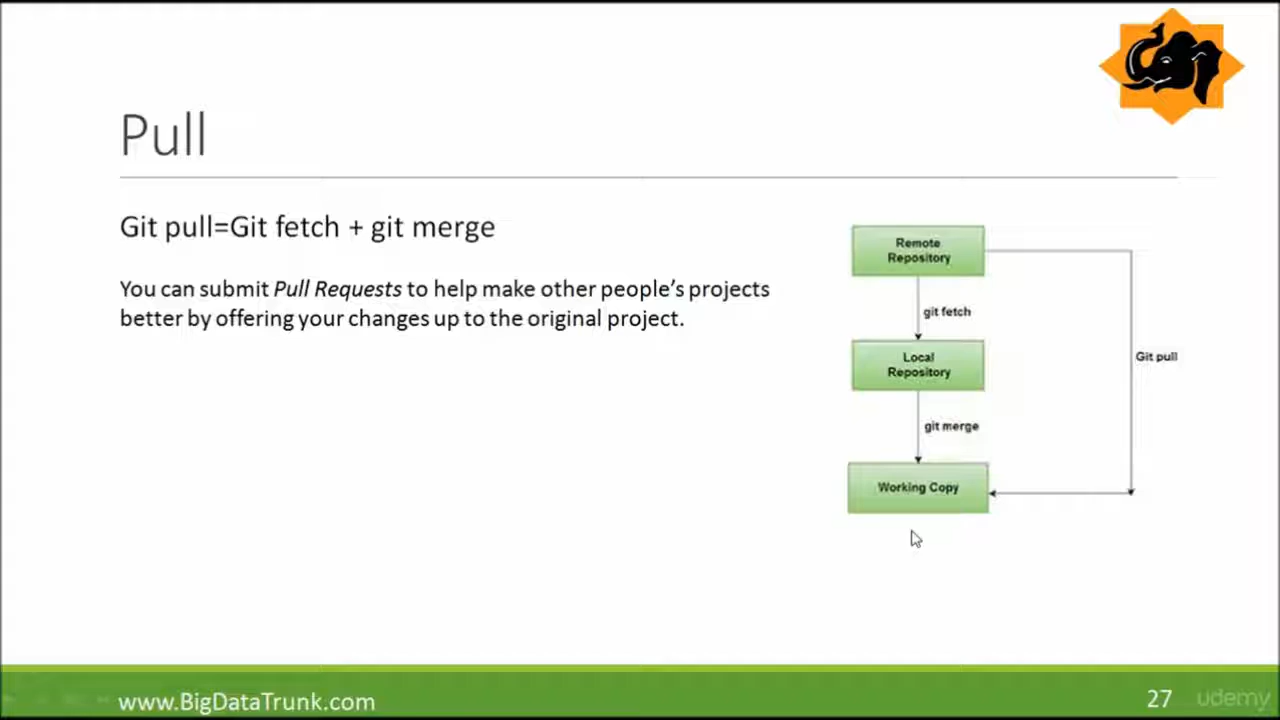 Pull
Git pull=Git fetch + git merge
You can submit Pull Requests to help make other people's projects
better by offering your changes up to the original project.
Remote
Repository
git fetch
Local
Repository
Git pull
git merge
Working Copy
www.BigDataTrunk.com
27
udemy